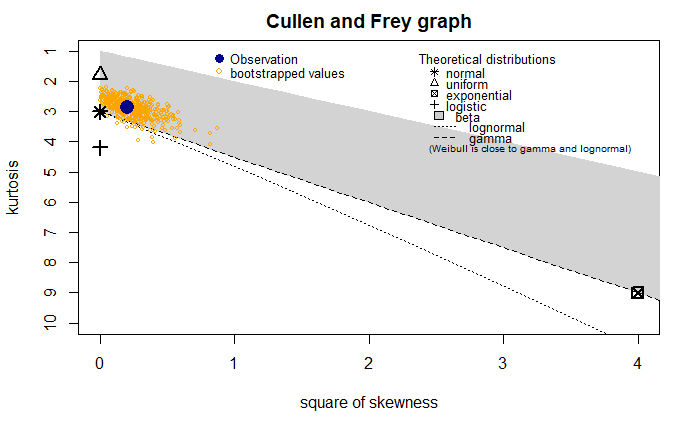 Cullen and Frey graph
Observation
bootstrapped values
Theoretical distributions
normal
uniform
exponential
logistic
beta
lognormal
gamma
(Weibull is close to gamma and lognormal)
kurtosis
1
2
3
4
5
6
7
8
9
10
0 1 2 3 4
square of skewness